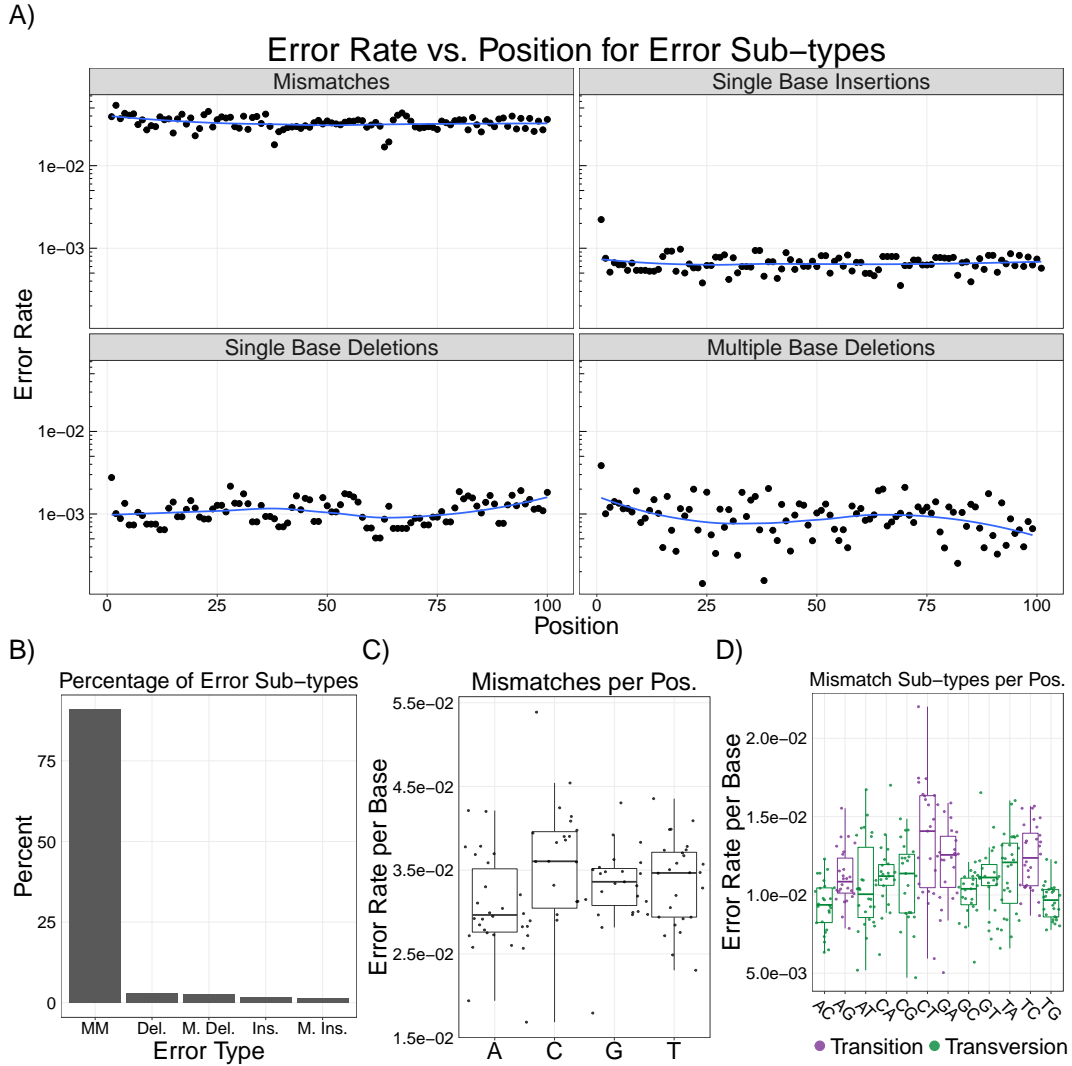 A)
Error Rate vs. Position for Error Sub−types
Mismatches
Single Base Insertions
1e−02
1e−03
Single Base Deletions
Multiple Base Deletions
1e−02
1e−03
Error Rate
0 25 50 75 100
0 25 50 75 100
Position
B)
Percentage of Error Sub−types
75
50
25
0
Percent
MM Del. M. Del. Ins. M. Ins.
Error Type
C)
Mismatches per Pos.
5.5e−02
4.5e−02
3.5e−02
2.5e−02
1.5e−02
Error Rate per Base
A C G T
D)
Mismatch Sub−types per Pos.
2.0e−02
1.5e−02
1.0e−02
5.0e−03
Error Rate per Base
AC AG AT CA CG CT GA GC GT TA TC TG
Transition Transversion